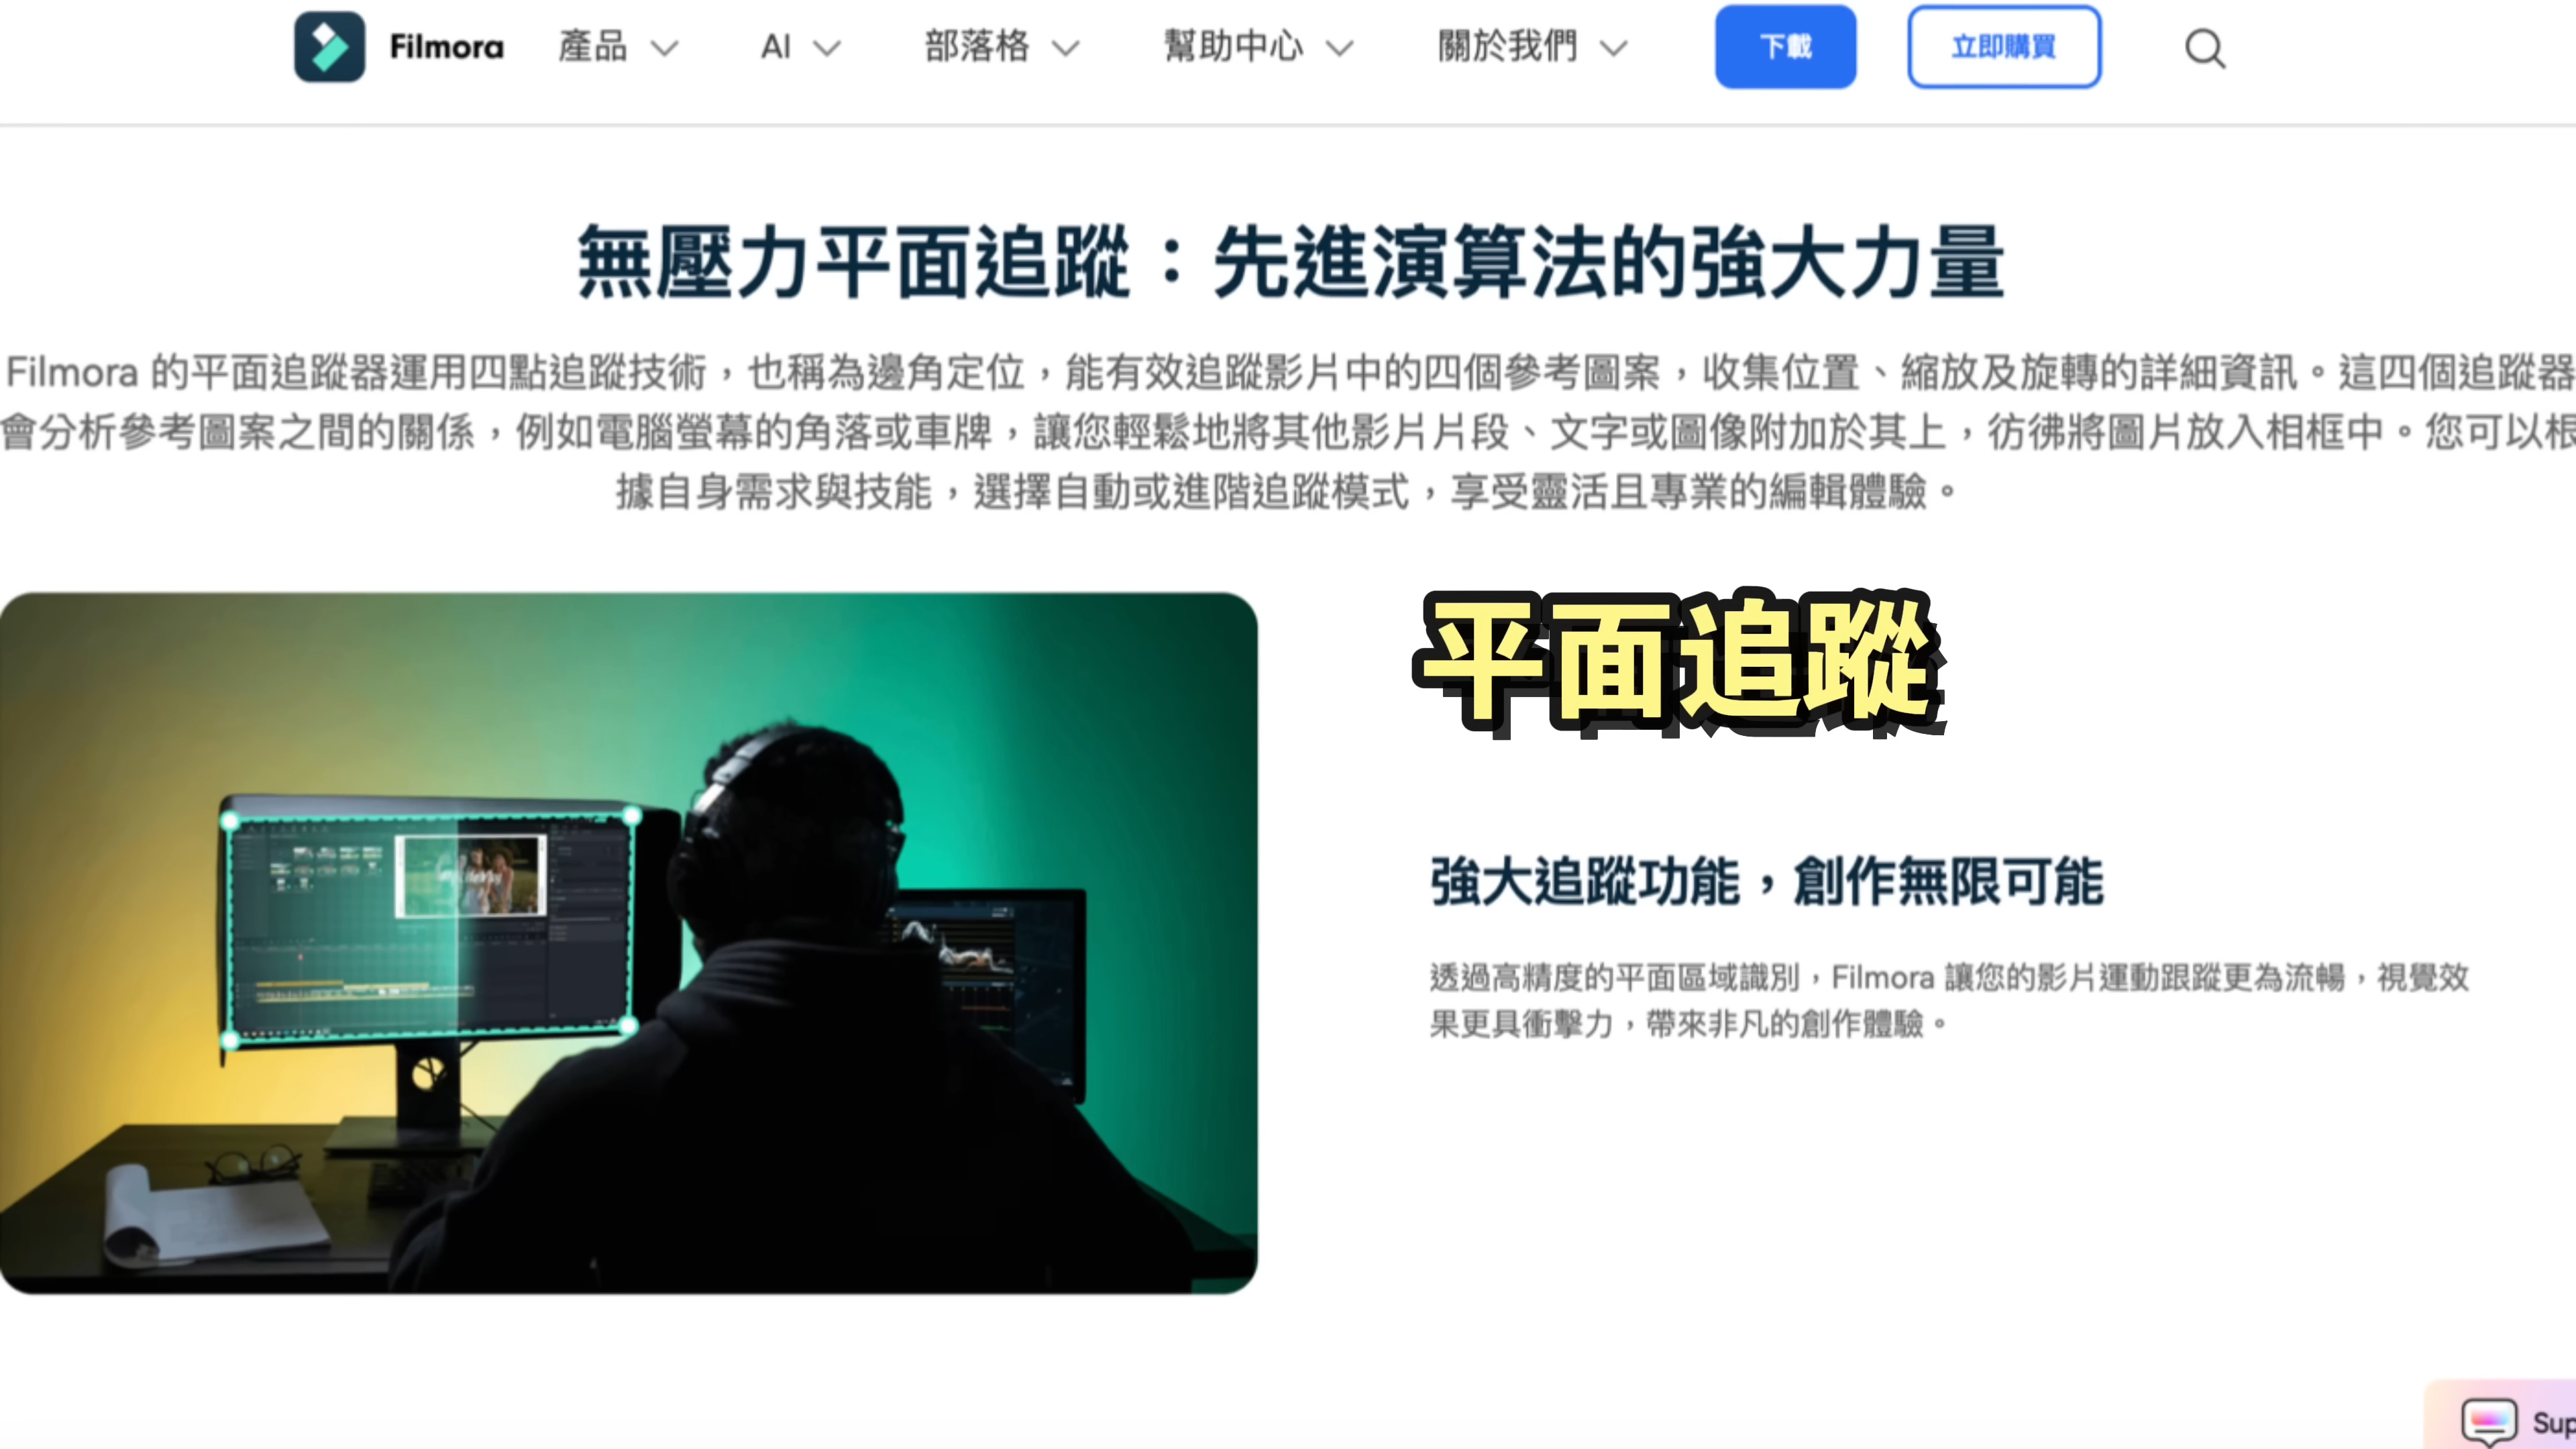 Filmora 產品 AI 部落格 幫助中心 關於我們 下載 立即購買
無壓力平面追蹤：先進演算法的強大力量
Filmora 的平面追蹤器運用四點追蹤技術，也稱為邊角定位，能有效追蹤影片中的四個參考圖案，收集位置、縮放及旋轉的詳細資訊。這四個追蹤器
會分析參考圖案之間的關係，例如電腦螢幕的角落或車牌，讓您輕鬆地將其他影片片段、文字或圖像附加於其上，彷彿將圖片放入相框中。您可以根
據自身需求與技能，選擇自動或進階追蹤模式，享受靈活且專業的編輯體驗。
平面追蹤
強大追蹤功能，創作無限可能
透過高精度的平面區域識別，Filmora 讓您的影片運動跟蹤更為流暢，視覺效
果更具衝擊力，帶來非凡的創作體驗。
Sup